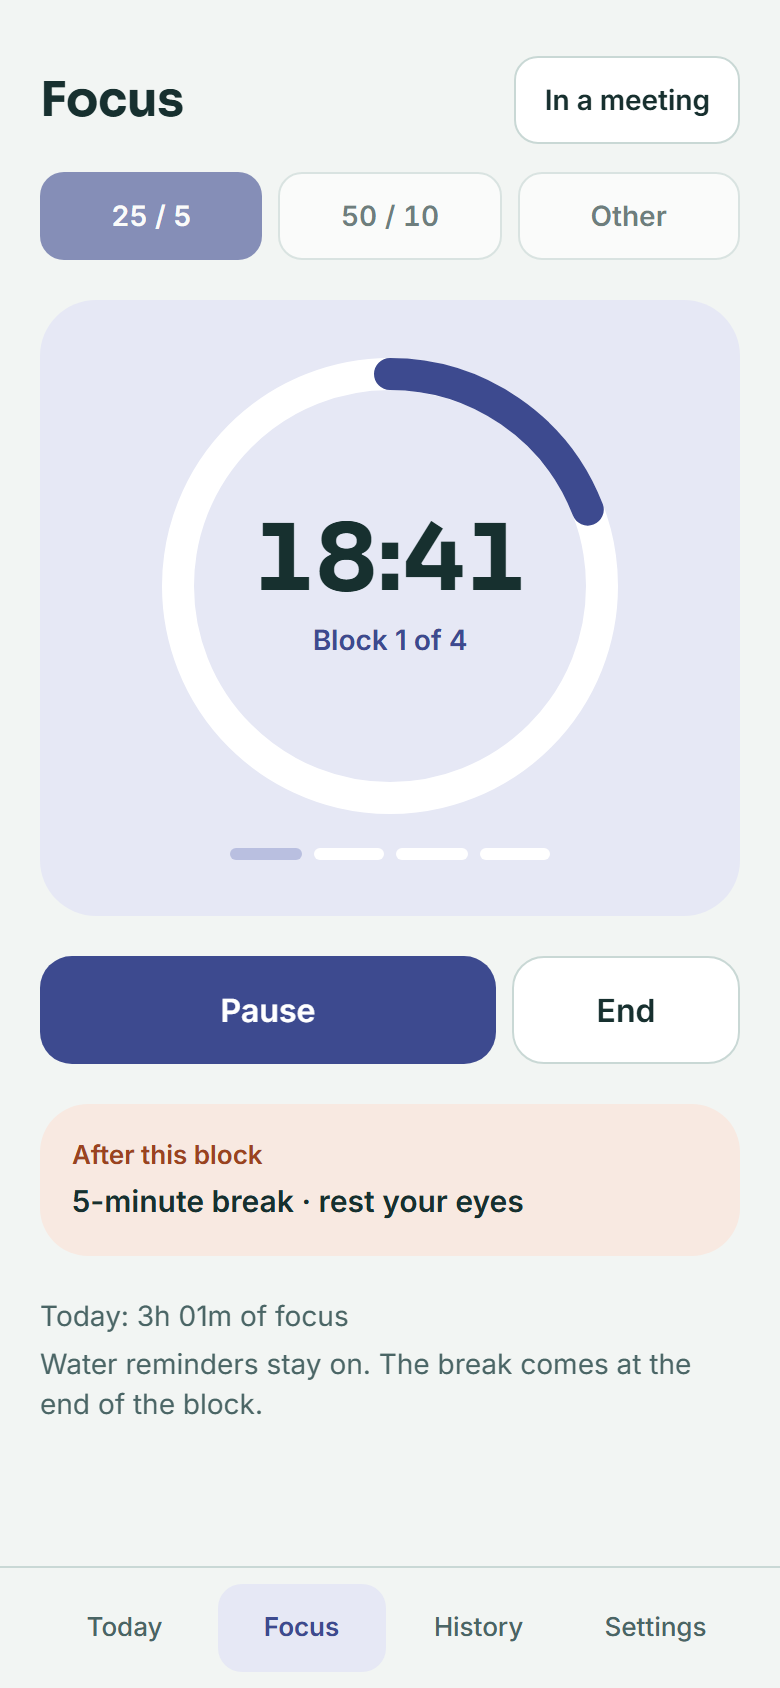 Focus
In a meeting
25 / 5
50 / 10
Other
18:41
Block 1 of 4
Pause
End
After this block
5-minute break · rest your eyes
Today: 3h 01m of focus
Water reminders stay on. The break comes at the
end of the block.
Today
Focus
History
Settings